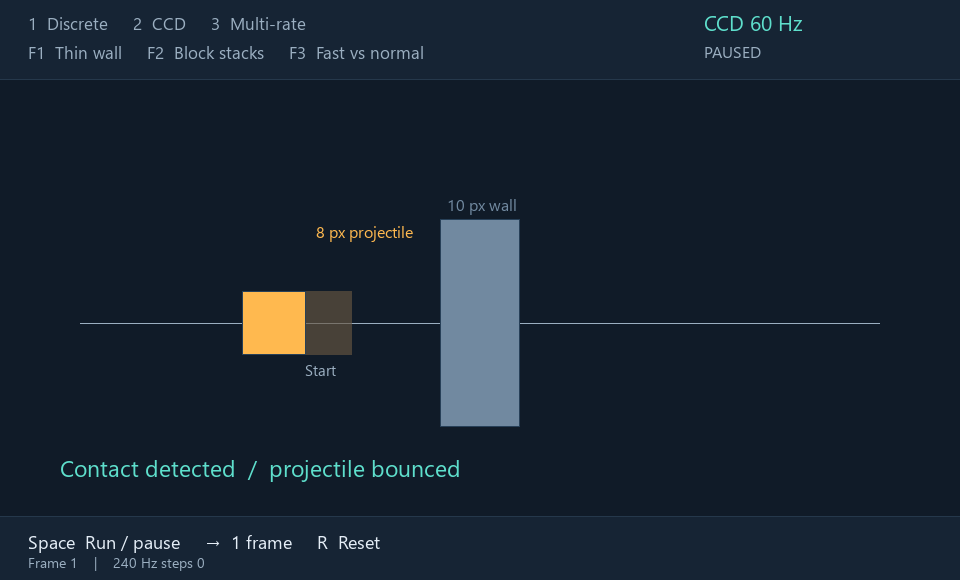 1 Discrete 2 CCD 3 Multi-rate
CCD 60 Hz
F1 Thin wall F2 Block stacks F3 Fast vs normal
PAUSED
10 px wall
8 px projectile
Start
Contact detected / projectile bounced
Space Run / pause → 1 frame R Reset
Frame 1 | 240 Hz steps 0